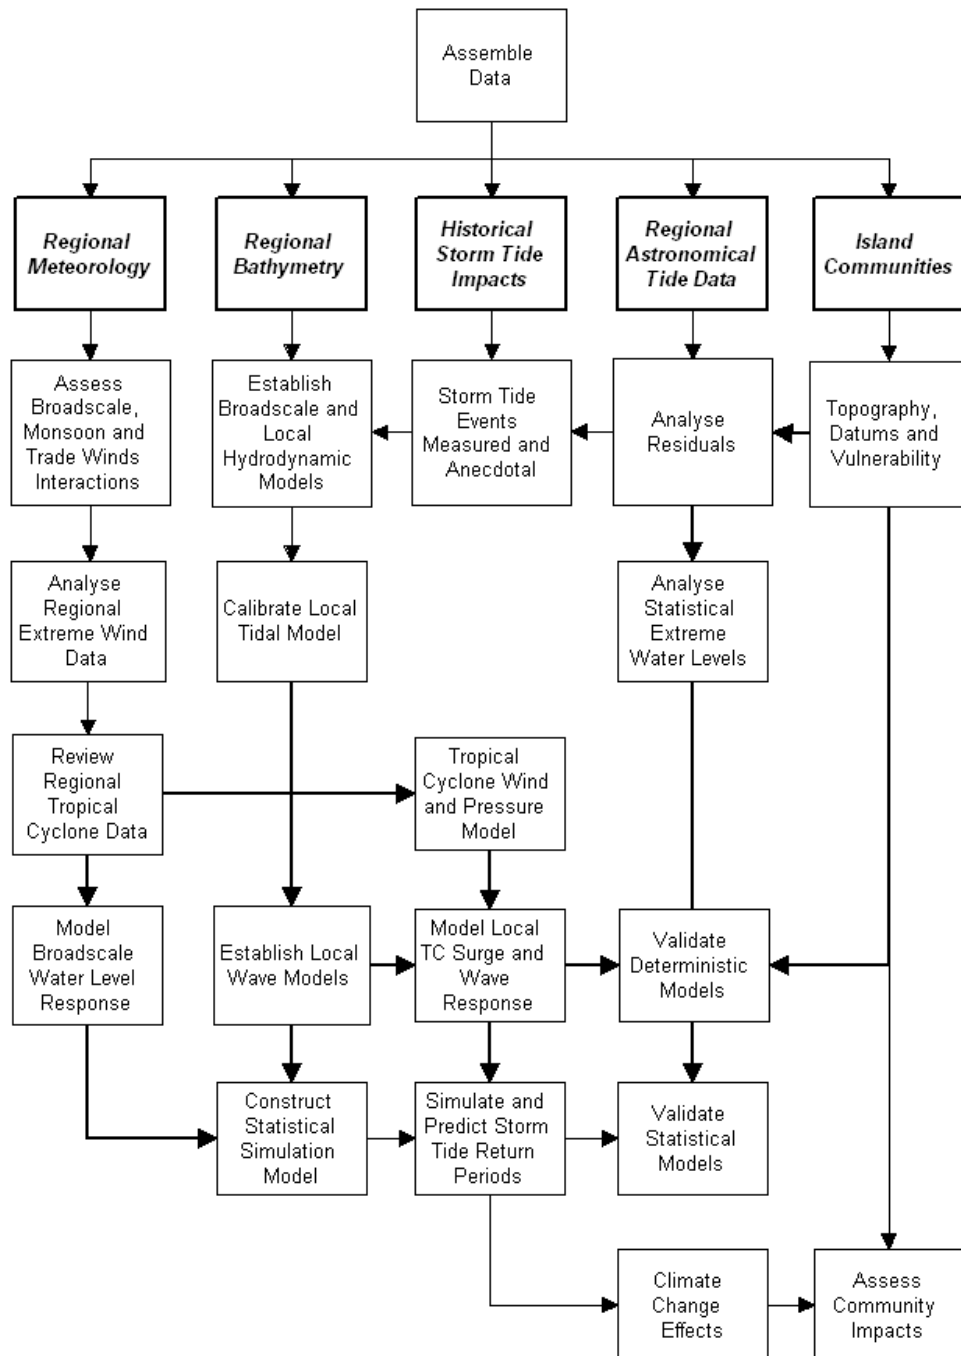 Assemble
Data
Regional
Meteorology
Regional
Bathymetry
Historical
Storm Tide
Impacts
Regional
Astronomical
Tide Data
Island
Communities
Assess
Broadscale,
Monsoon and
Trade Winds
Interactions
Establish
Broadscale and
Local
Hydrodynamic
Models
Storm Tide
Events
Measured and
Anecdotal
Analyse
Residuals
Topography,
Datums and
Vulnerability
Analyse
Regional
Extreme Wind
Data
Calibrate Local
Tidal Model
Analyse
Statistical
Extreme
Water Levels
Review
Regional
Tropical
Cyclone Data
Tropical
Cyclone Wind
and Pressure
Model
Model
Broadscale
Water Level
Response
Establish Local
Wave Models
Model Local
TC Surge and
Wave
Response
Validate
Deterministic
Models
Construct
Statistical
Simulation
Model
Simulate and
Predict Storm
Tide Return
Periods
Validate
Statistical
Models
Climate
Change
Effects
Assess
Community
Impacts